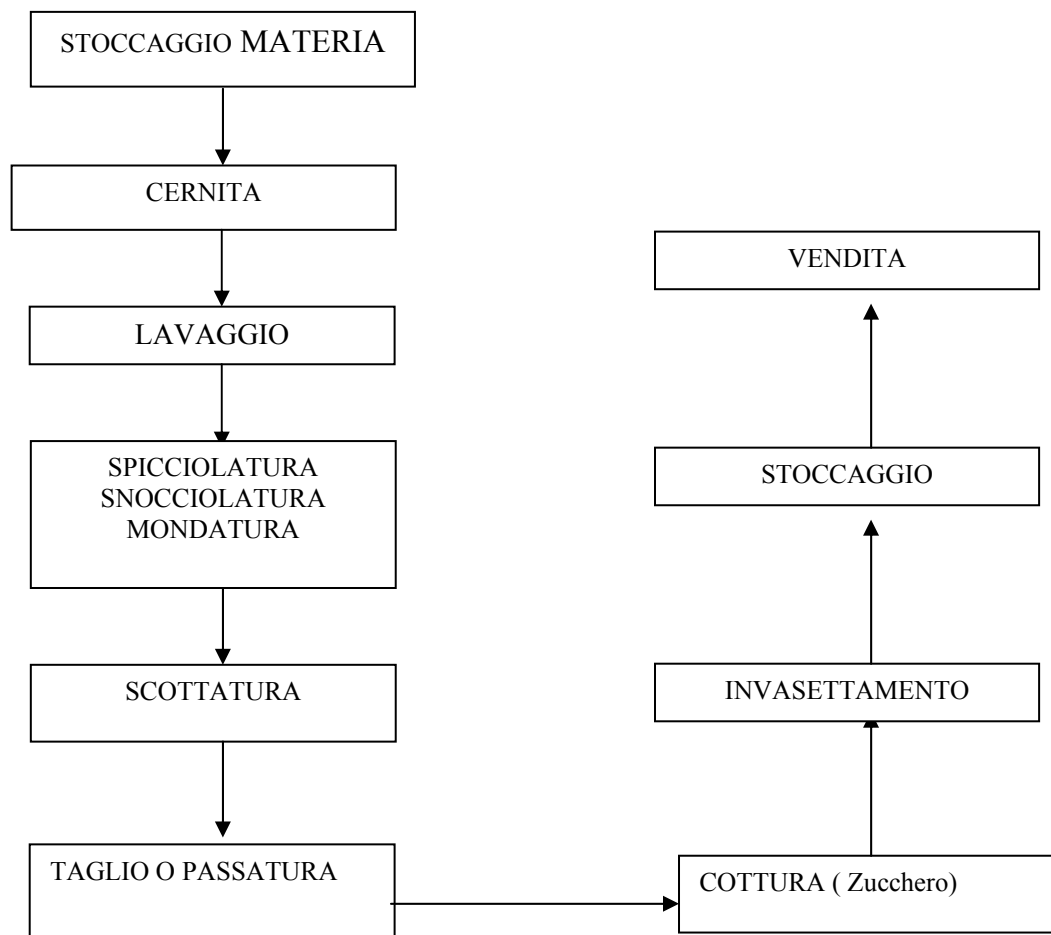 STOCCAGGIO MATERIA
CERNITA
LAVAGGIO
SPICCIOLATURA
SNOCCIOLATURA
MONDATURA
SCOTTATURA
TAGLIO O PASSATURA
COTTURA ( Zucchero)
INVASETTAMENTO
STOCCAGGIO
VENDITA